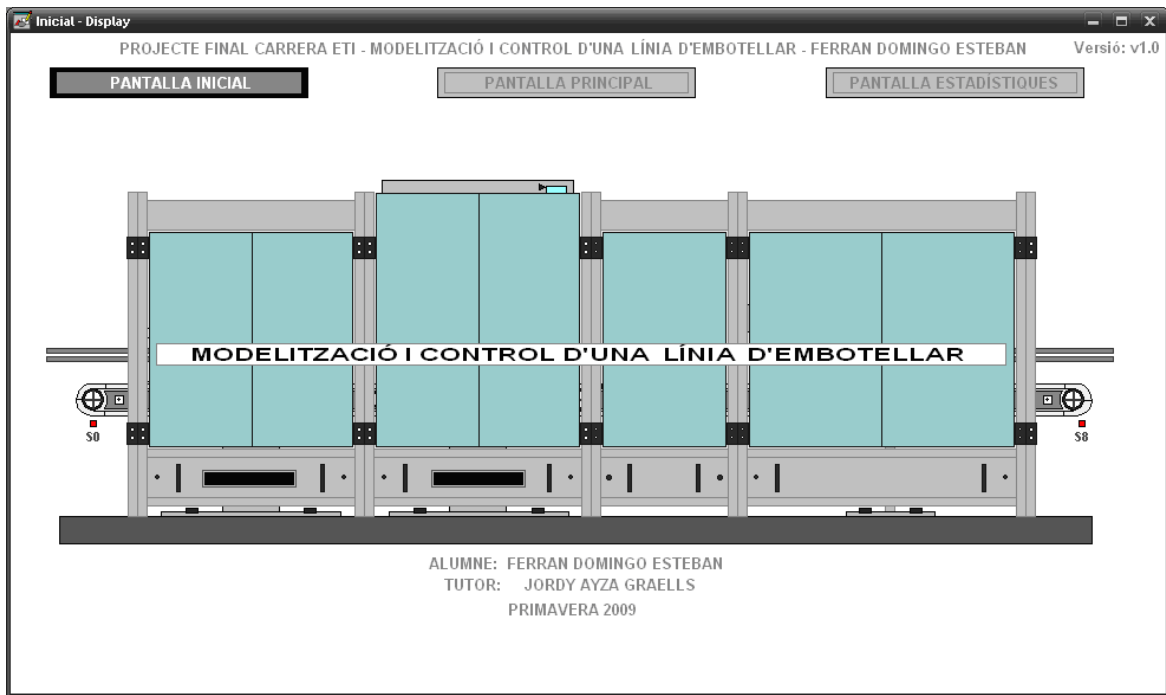 Inicial - Display
PROJECTE FINAL CARRERA ETI - MODELITZACIÓ I CONTROL D'UNA LÍNIA D'EMBOTELLAR - FERRAN DOMINGO ESTEBAN Versió: v1.0
PANTALLA INICIAL PANTALLA PRINCIPAL PANTALLA ESTADÍSTIQUES
MODELITZACIÓ I CONTROL D'UNA LÍNIA D'EMBOTELLAR
S0 S8
ALUMNE: FERRAN DOMINGO ESTEBAN
TUTOR: JORDY AYZA GRAELLS
PRIMAVERA 2009